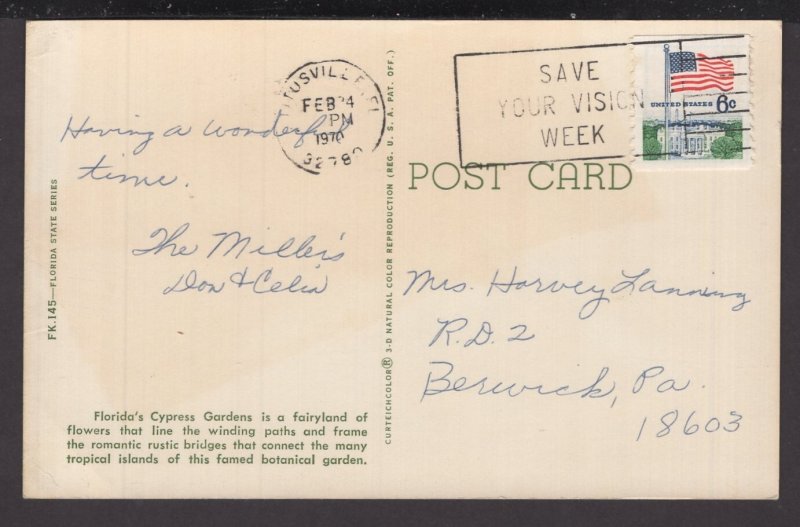 TUSVILLE, FL
FEB 24
PM
1970
32780
SAVE
YOUR VISION
WEEK
UNITED STATES 6c
Having a wonderful
time.
The Miller's
Don & Celia
POST CARD
Mrs. Harvey Lanning
R.D. 2
Berwick, Pa.
18603
FK.145—FLORIDA STATE SERIES
CURTEICHCOLOR® 3-D NATURAL COLOR REPRODUCTION (REG. U. S. A. PAT. OFF.)
Florida's Cypress Gardens is a fairyland of
flowers that line the winding paths and frame
the romantic rustic bridges that connect the many
tropical islands of this famed botanical garden.